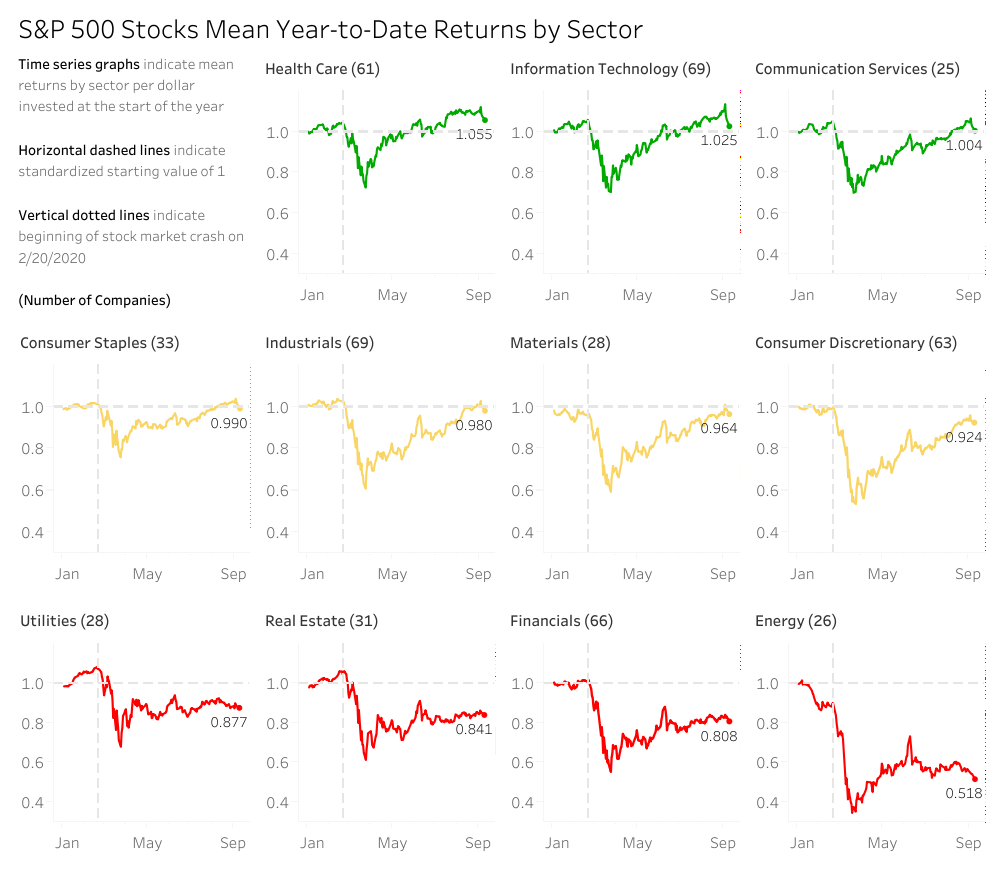 S&P 500 Stocks Mean Year-to-Date Returns by Sector
Time series graphs indicate mean
returns by sector per dollar
invested at the start of the year
Horizontal dashed lines indicate
standardized starting value of 1
Vertical dotted lines indicate
beginning of stock market crash on
2/20/2020
(Number of Companies)
Health Care (61)
1.0
0.8
0.6
0.4
1.055
Jan May Sep
Information Technology (69)
1.0
0.8
0.6
0.4
1.025
Jan May Sep
Communication Services (25)
1.0
0.8
0.6
0.4
1.004
Jan May Sep
Consumer Staples (33)
1.0
0.8
0.6
0.4
0.990
Jan May Sep
Industrials (69)
1.0
0.8
0.6
0.4
0.980
Jan May Sep
Materials (28)
1.0
0.8
0.6
0.4
0.964
Jan May Sep
Consumer Discretionary (63)
1.0
0.8
0.6
0.4
0.924
Jan May Sep
Utilities (28)
1.0
0.8
0.6
0.4
0.877
Jan May Sep
Real Estate (31)
1.0
0.8
0.6
0.4
0.841
Jan May Sep
Financials (66)
1.0
0.8
0.6
0.4
0.808
Jan May Sep
Energy (26)
1.0
0.8
0.6
0.4
0.518
Jan May Sep